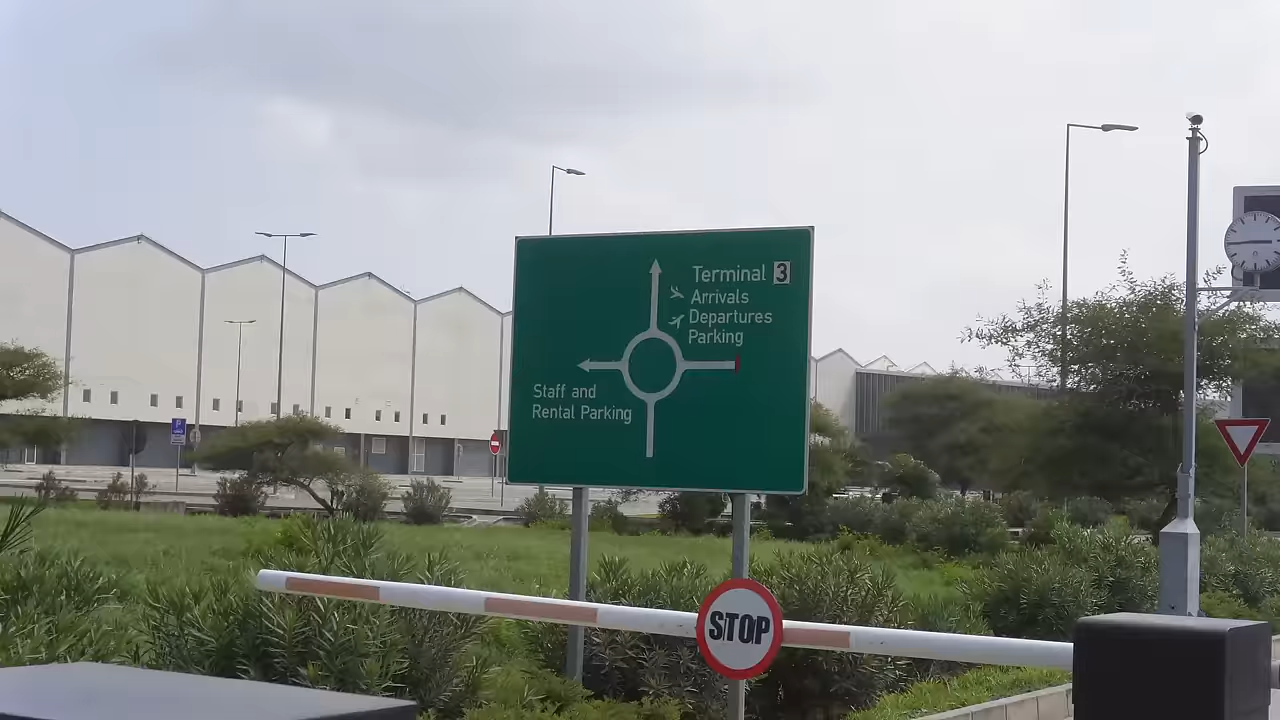 Terminal 3
Arrivals
Departures
Parking
Staff and
Rental Parking
STOP
P